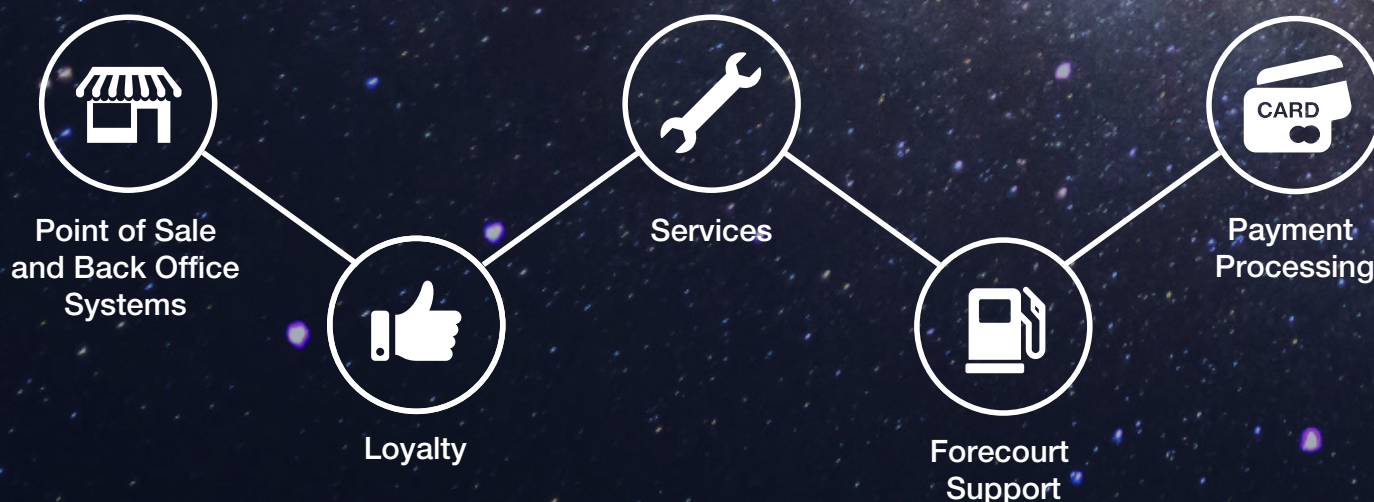 CARD
Point of Sale
and Back Office
Systems
Loyalty
Services
Forecourt
Support
Payment
Processing